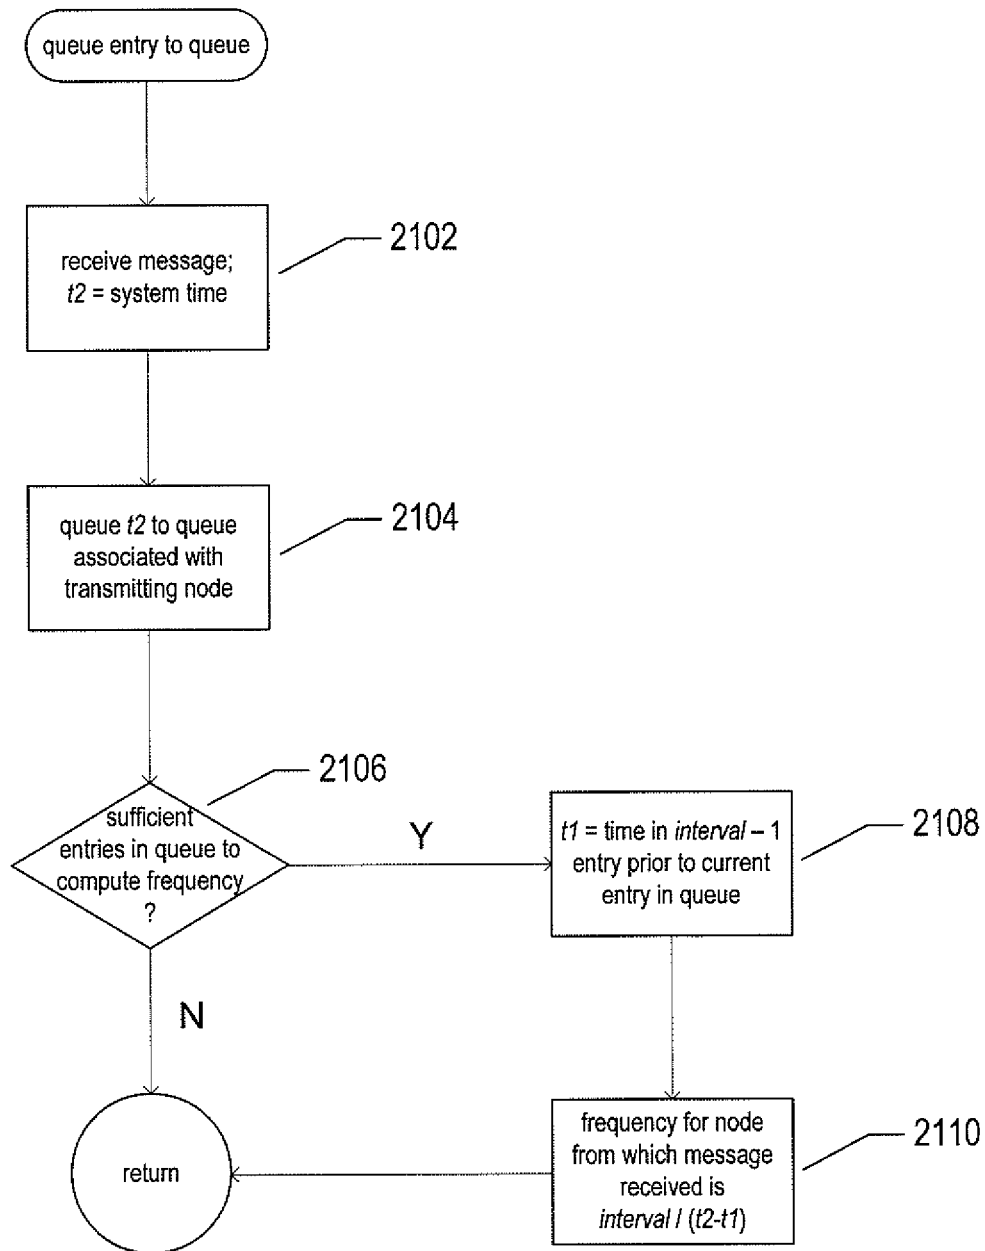 queue entry to queue
receive message;
t2 = system time
2102
queue t2 to queue
associated with
transmitting node
2104
sufficient
entries in queue to
compute frequency
?
2106
Y
N
t1 = time in interval – 1
entry prior to current
entry in queue
2108
frequency for node
from which message
received is
interval / (t2-t1)
2110
return